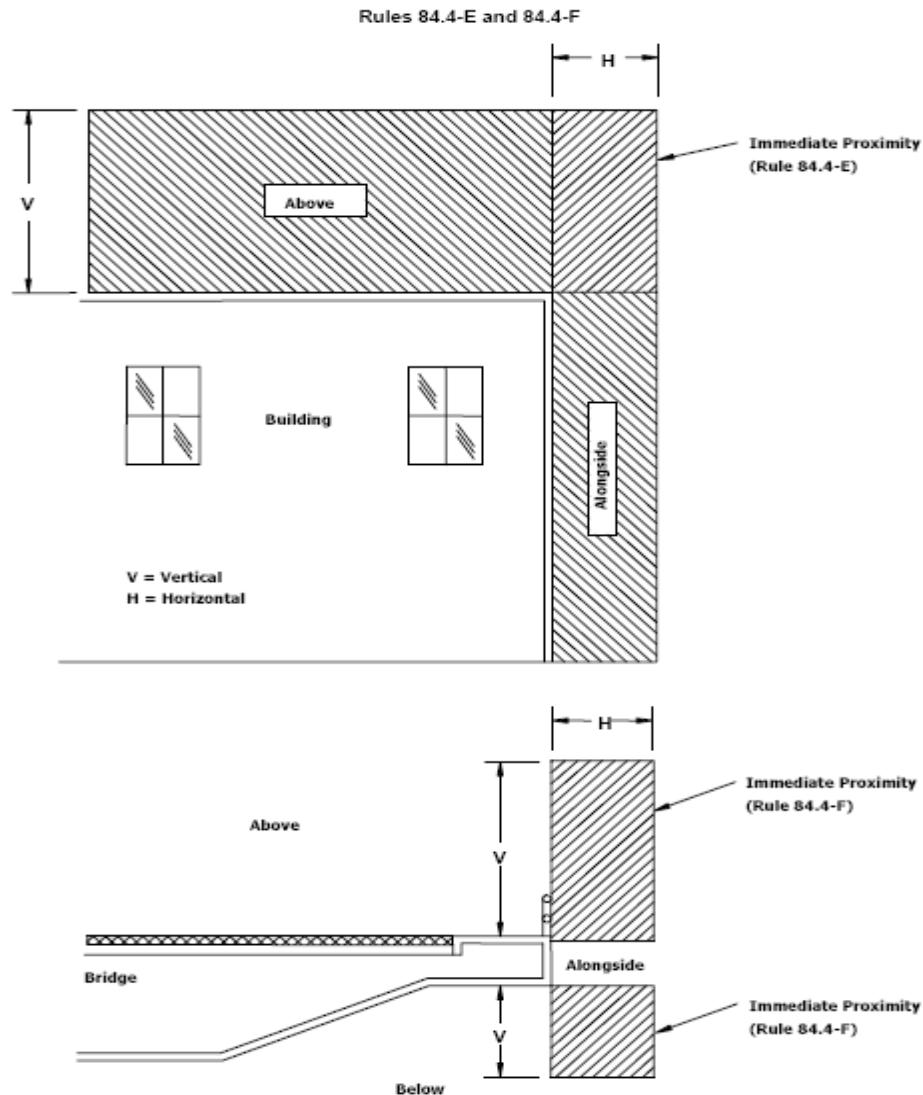 Rules 84.4-E and 84.4-F
H
Immediate Proximity
(Rule 84.4-E)
V
Above
Building
Alongside
V = Vertical
H = Horizontal
H
Immediate Proximity
(Rule 84.4-F)
Above
V
Bridge
Alongside
V
Immediate Proximity
(Rule 84.4-F)
Below